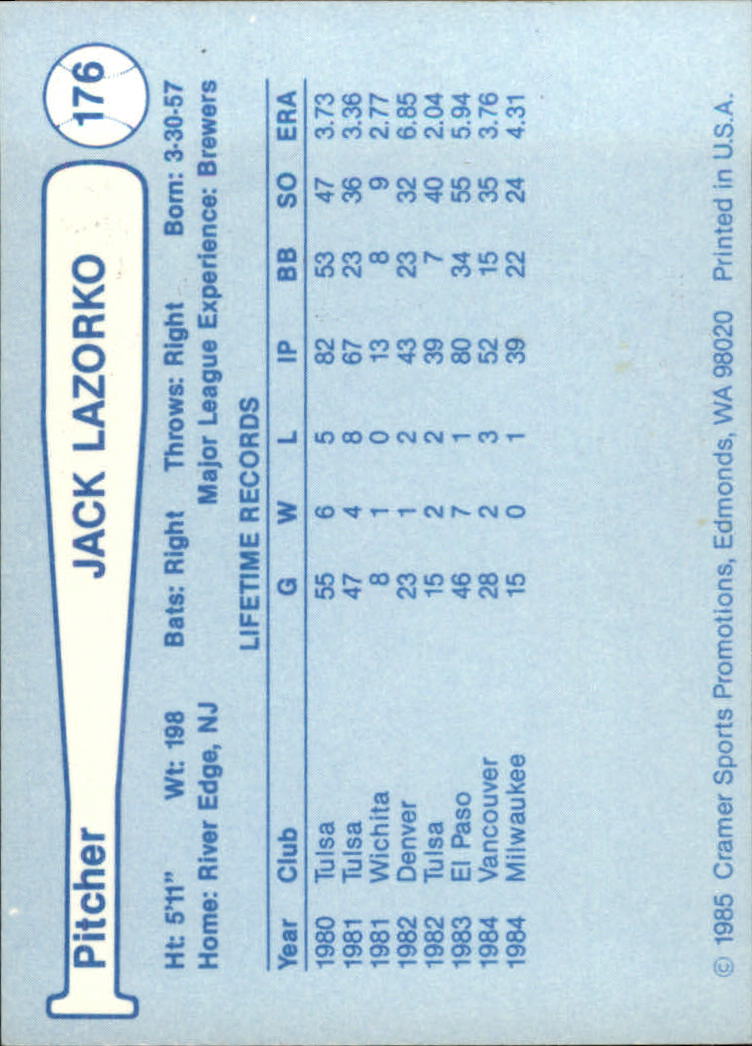 Pitcher JACK LAZORKO 176
Ht: 5'11" Wt: 198 Bats: Right Throws: Right Born: 3-30-57
Home: River Edge, NJ Major League Experience: Brewers
LIFETIME RECORDS
Year Club G W L IP BB SO ERA
1980 Tulsa 55 6 5 82 53 47 3.73
1981 Tulsa 47 4 8 67 23 36 3.36
1981 Wichita 8 1 0 13 8 9 2.77
1982 Denver 23 1 2 43 23 32 6.85
1982 Tulsa 15 2 2 39 7 40 2.04
1983 El Paso 46 7 1 80 34 55 5.94
1984 Vancouver 28 2 3 52 15 35 3.76
1984 Milwaukee 15 0 1 39 22 24 4.31
© 1985 Cramer Sports Promotions, Edmonds, WA 98020 Printed in U.S.A.